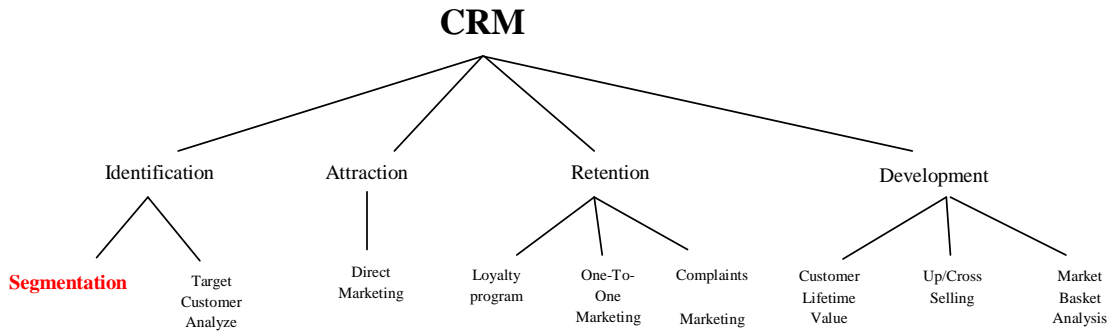 CRM
Identification
Attraction
Retention
Development
Segmentation
Target
Customer
Analyze
Direct
Marketing
Loyalty
program
One-To-
One
Marketing
Complaints
Marketing
Customer
Lifetime
Value
Up/Cross
Selling
Market
Basket
Analysis